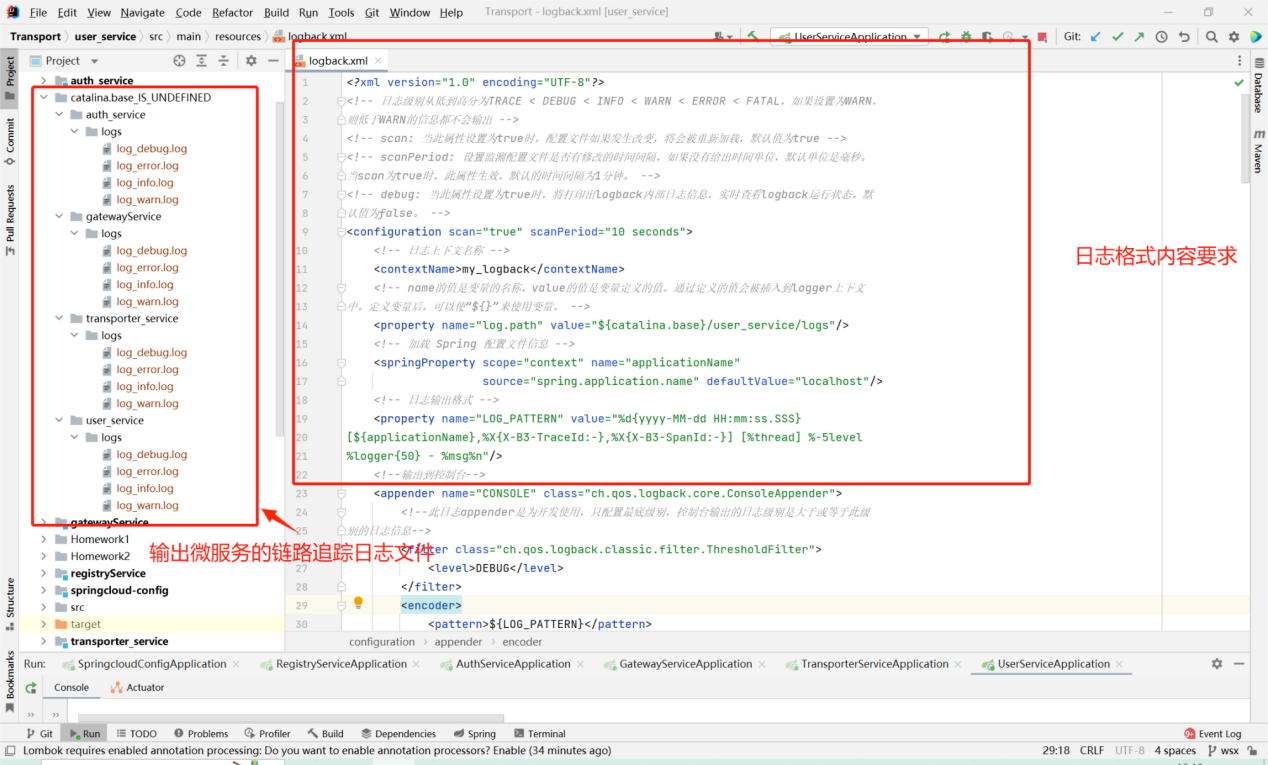 File Edit View Navigate Code Refactor Build Run Tools Git Window Help Transport - logback.xml [user_service]
Transport user_service src main resources logback.xml UserServiceApplication Git:
Project
logback.xml
Project
Commit
Pull Requests
Structure
Bookmarks
auth_service
catalina.base_IS_UNDEFINED
auth_service
logs
log_debug.log
log_error.log
log_info.log
log_warn.log
gatewayService
logs
log_debug.log
log_error.log
log_info.log
log_warn.log
transporter_service
logs
log_debug.log
log_error.log
log_info.log
log_warn.log
user_service
logs
log_debug.log
log_error.log
log_info.log
log_warn.log
gatewayService
Homework1
Homework2
registryService
springcloud-config
src
target
transporter_service
输出微服务的链路追踪日志文件
1 <?xml version="1.0" encoding="UTF-8"?>
2 <!-- 日志级别从低到高分为TRACE < DEBUG < INFO < WARN < ERROR < FATAL，如果设置为WARN，
3 则低于WARN的信息都不会输出 -->
4 <!-- scan: 当此属性设置为true时，配置文件如果发生改变，将会被重新加载，默认值为true -->
5 <!-- scanPeriod: 设置监测配置文件是否有修改的时间间隔，如果没有给出时间单位，默认单位是毫秒。
6 当scan为true时，此属性生效。默认的时间间隔为1分钟。 -->
7 <!-- debug: 当此属性设置为true时，将打印出logback内部日志信息，实时查看logback运行状态。默
8 认值为false。 -->
9 <configuration scan="true" scanPeriod="10 seconds">
10 <!-- 日志上下文名称 -->
11 <contextName>my_logback</contextName>
12 <!-- name的值是变量的名称，value的值是变量定义的值。通过定义的值会被插入到logger上下文
13 中。定义变量后，可以使“${}”来使用变量。 -->
14 <property name="log.path" value="${catalina.base}/user_service/logs"/>
15 <!-- 加载 Spring 配置文件信息 -->
16 <springProperty scope="context" name="applicationName"
17 source="spring.application.name" defaultValue="localhost"/>
18 <!-- 日志输出格式 -->
19 <property name="LOG_PATTERN" value="%d{yyyy-MM-dd HH:mm:ss.SSS}
20 [${applicationName},%X{X-B3-TraceId:-},%X{X-B3-SpanId:-}] [%thread] %-5level
21 %logger{50} - %msg%n"/>
22 <!--输出到控制台-->
23 <appender name="CONSOLE" class="ch.qos.logback.core.ConsoleAppender">
24 <!--此日志appender是为开发使用，只配置最底级别，控制台输出的日志级别是大于或等于此级
25 别的日志信息-->
<filter class="ch.qos.logback.classic.filter.ThresholdFilter">
27 <level>DEBUG</level>
28 </filter>
29 <encoder>
30 <pattern>${LOG_PATTERN}</pattern>
日志格式内容要求
Database
Maven
configuration appender encoder
Run: SpringcloudConfigApplication RegistryServiceApplication AuthServiceApplication GatewayServiceApplication TransporterServiceApplication UserServiceApplication
Console Actuator
Git Run TODO Problems Profiler Build Dependencies Spring Terminal 9+ Event Log
Lombok requires enabled annotation processing: Do you want to enable annotation processors? Enable (34 minutes ago) 29:18 CRLF UTF-8 4 spaces wsx